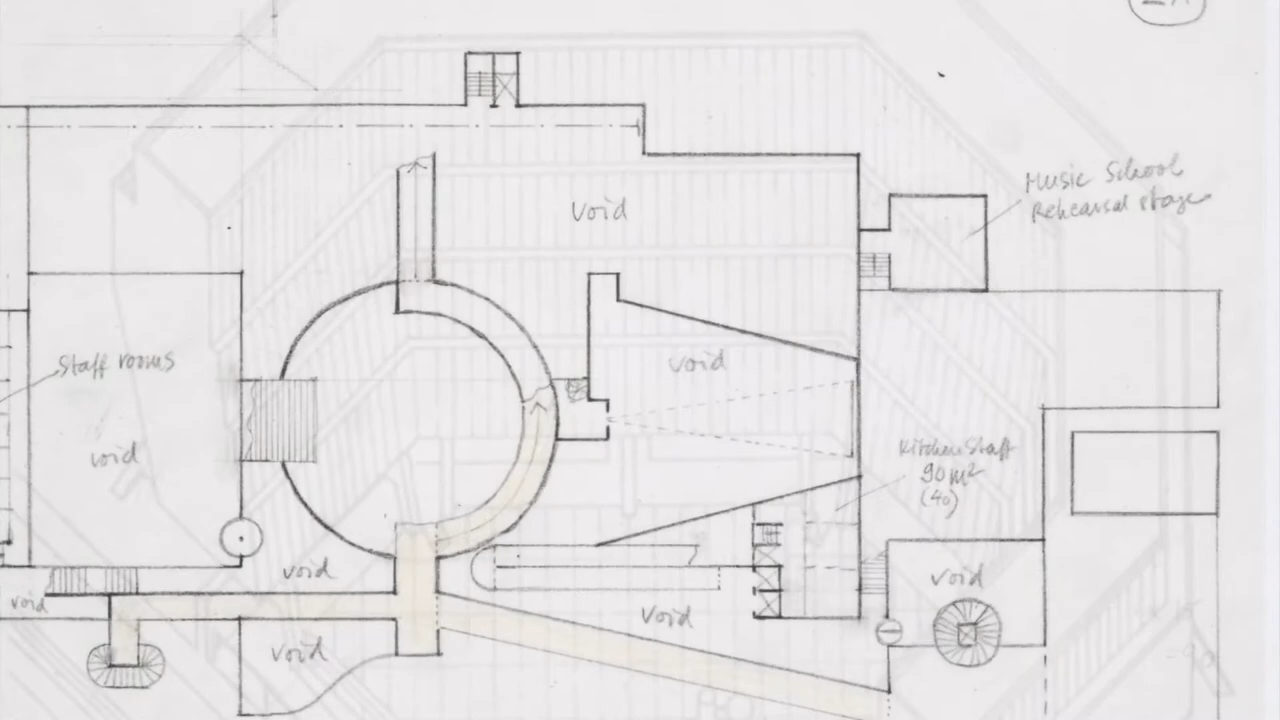 Music School
Rehearsal stage
void
void
Staff rooms
void
Kitchen Staff
90 m²
(40)
void
void
void
void
void